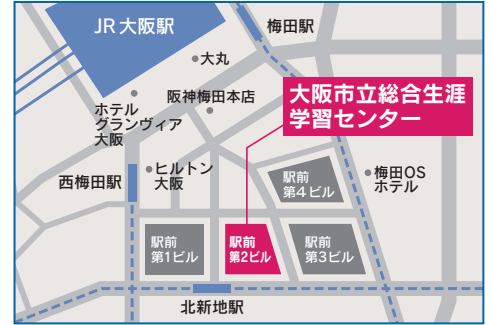 JR大阪駅
梅田駅
大丸
ホテル
グランヴィア
大阪
阪神梅田本店
大阪市立総合生涯
学習センター
西梅田駅
ヒルトン
大阪
駅前
第4ビル
梅田OS
ホテル
駅前
第1ビル
駅前
第2ビル
駅前
第3ビル
北新地駅